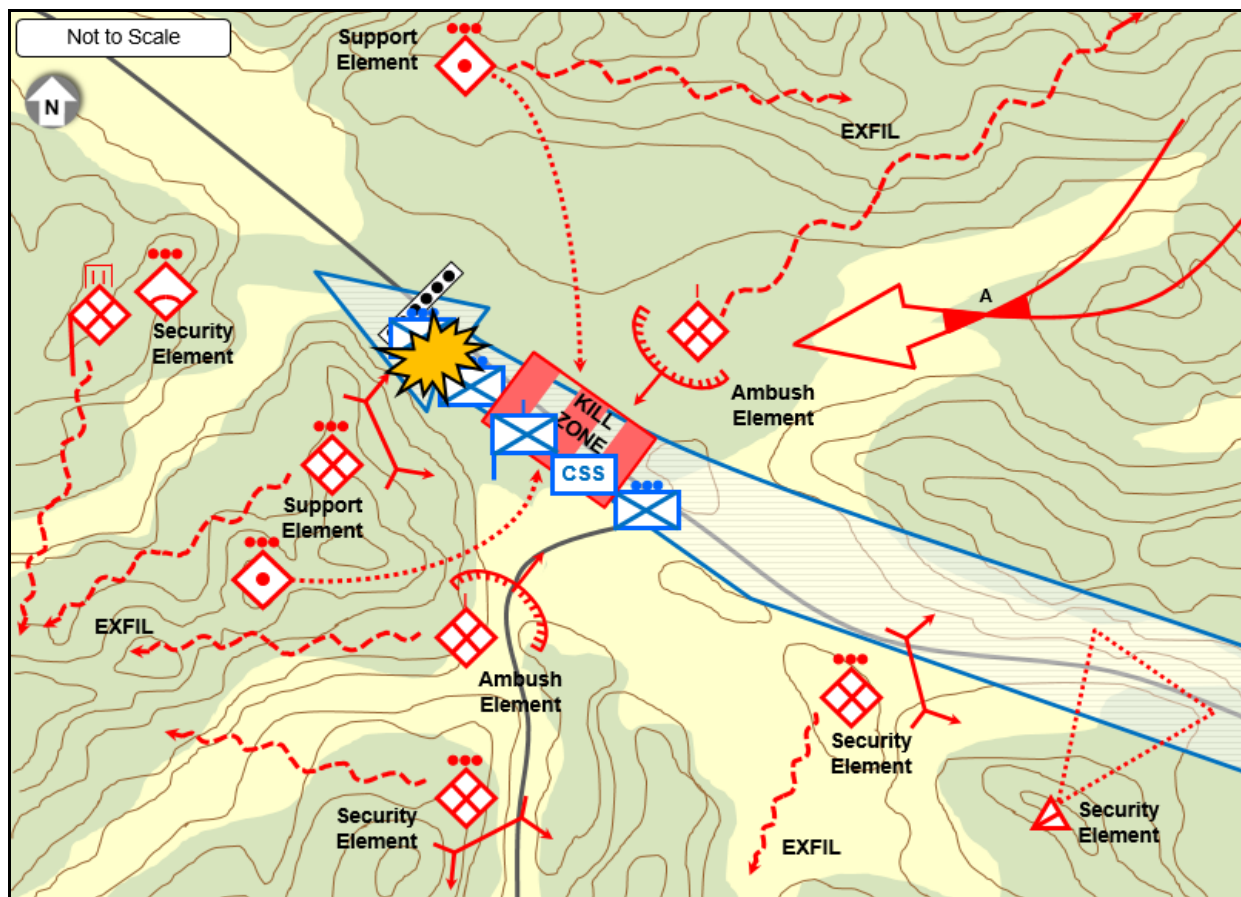 Not to Scale
N
Support
Element
EXFIL
A
Security
Element
Ambush
Element
KILL
ZONE
CSS
Support
Element
EXFIL
Ambush
Element
Security
Element
Security
Element
EXFIL
Security
Element